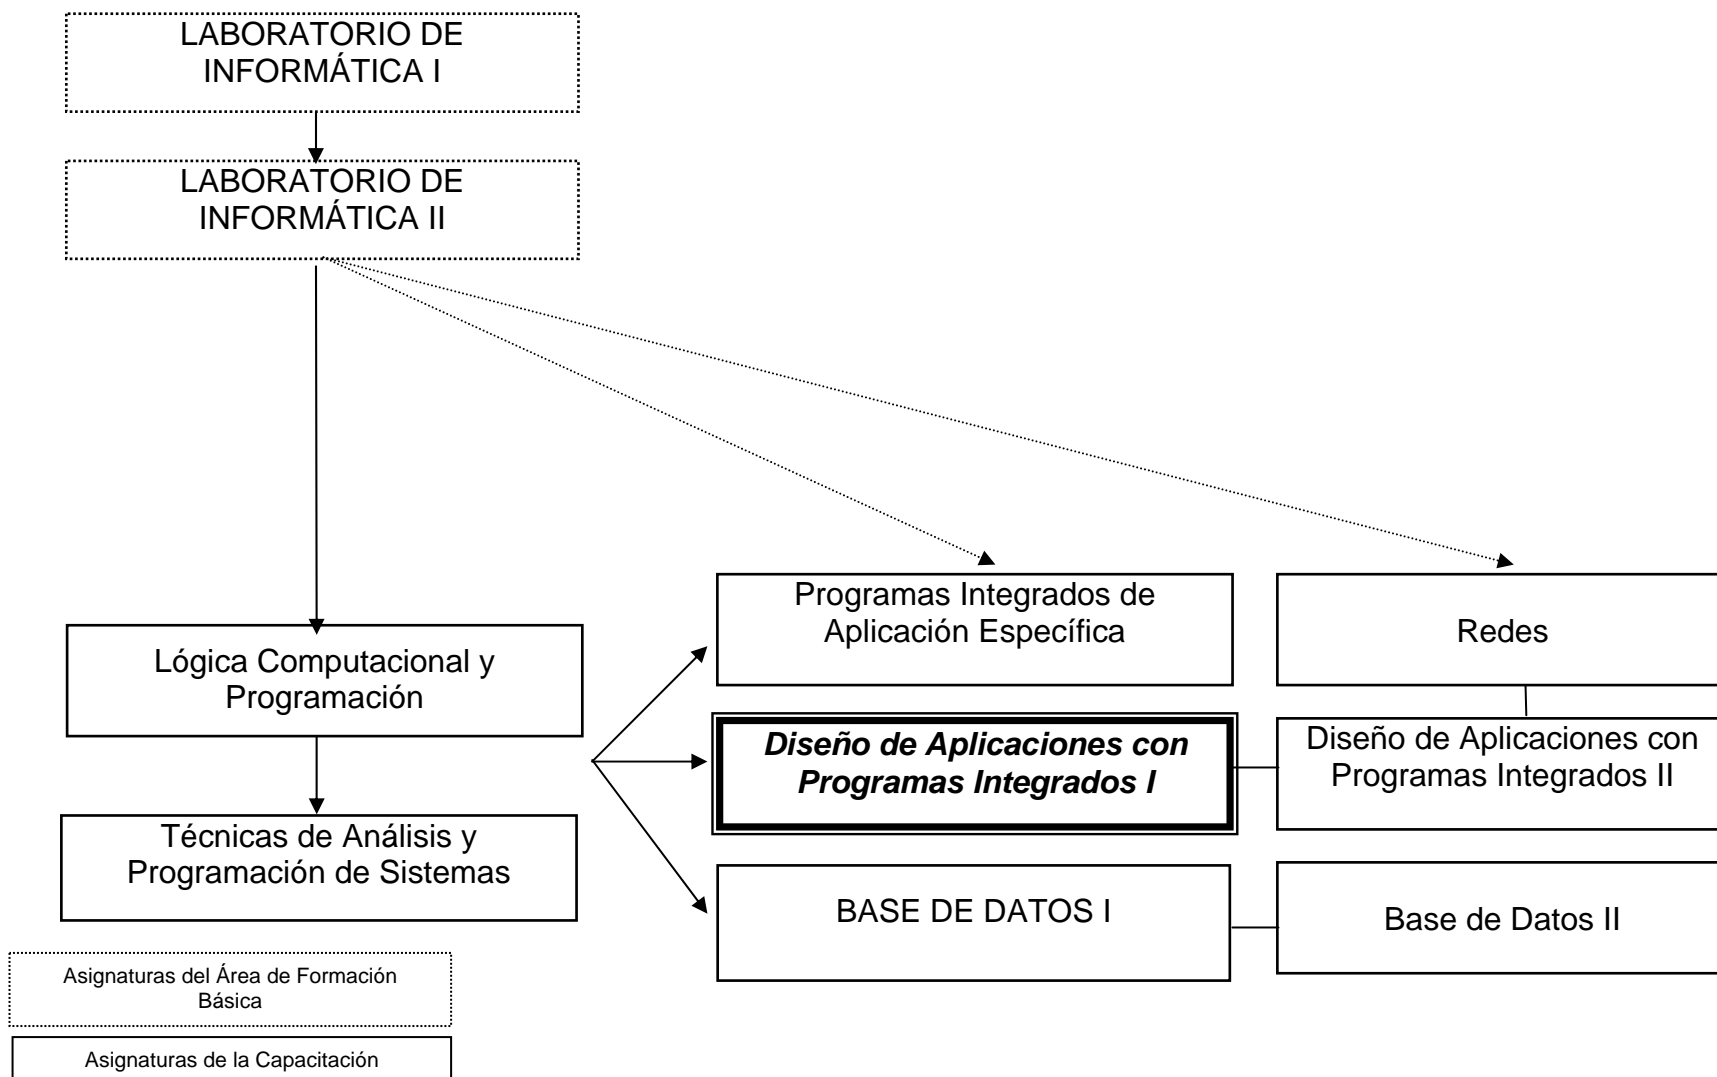 LABORATORIO DE
INFORMÁTICA I
LABORATORIO DE
INFORMÁTICA II
Programas Integrados de
Aplicación Específica
Redes
Lógica Computacional y
Programación
Diseño de Aplicaciones con
Programas Integrados I
Diseño de Aplicaciones con
Programas Integrados II
Técnicas de Análisis y
Programación de Sistemas
BASE DE DATOS I
Base de Datos II
Asignaturas del Área de Formación
Básica
Asignaturas de la Capacitación